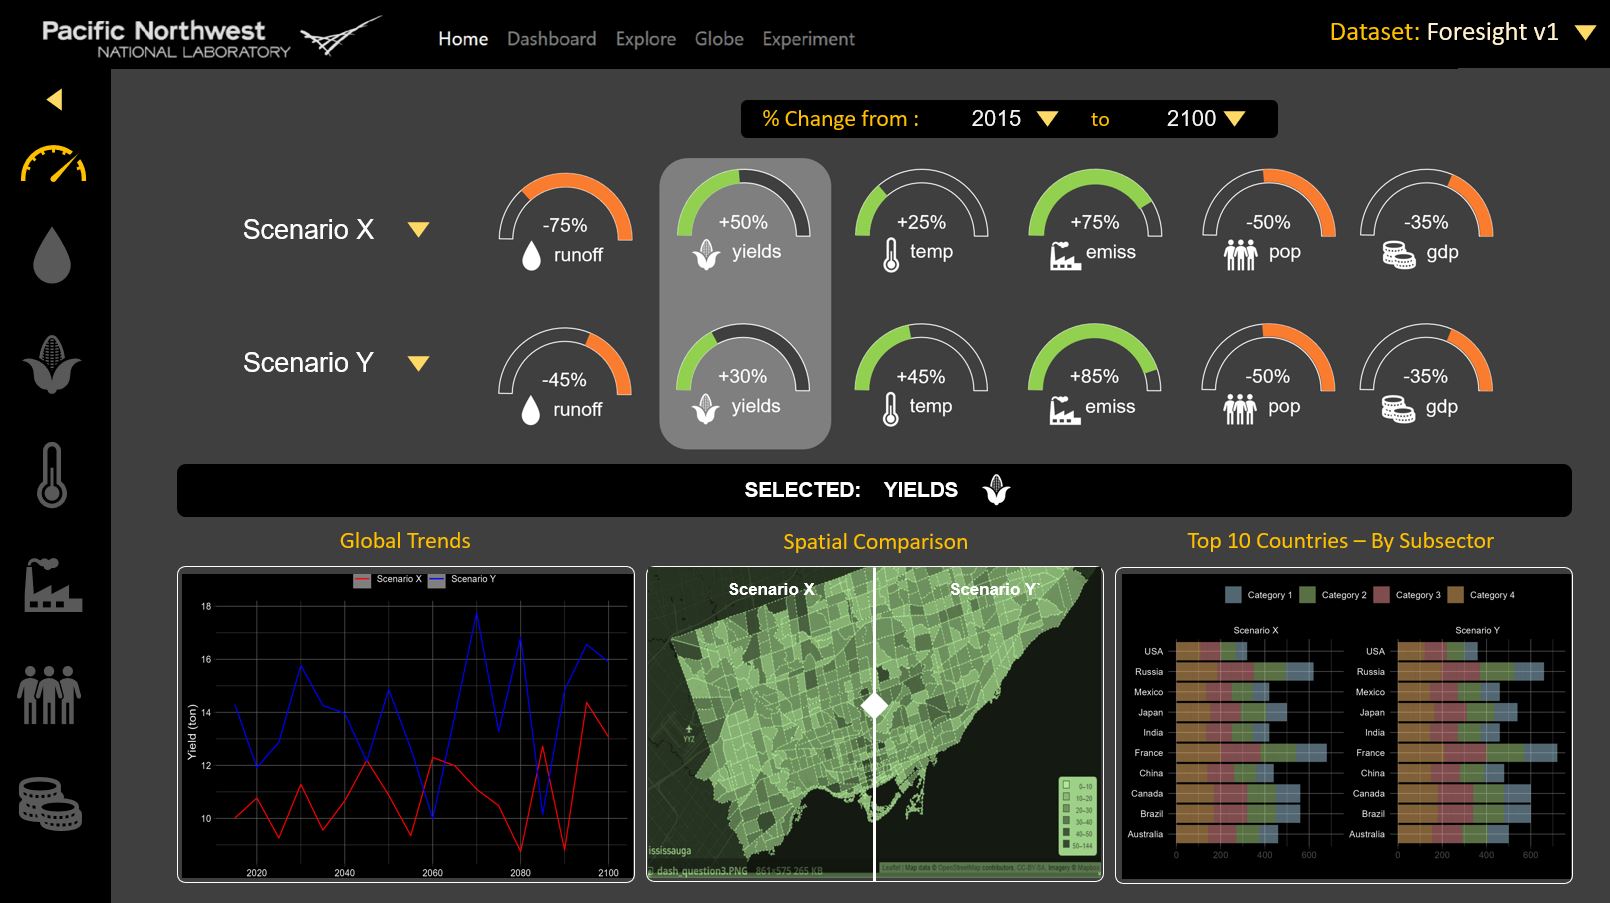 Pacific Northwest
NATIONAL LABORATORY
Home Dashboard Explore Globe Experiment
Dataset: Foresight v1
% Change from : 2015 to 2100
Scenario X
-75%
runoff
+50%
yields
+25%
temp
+75%
emiss
-50%
pop
-35%
gdp
Scenario Y
-45%
runoff
+30%
yields
+45%
temp
+85%
emiss
-50%
pop
-35%
gdp
SELECTED: YIELDS
Global Trends
Scenario X Scenario Y
Yield (ton)
18
16
14
12
10
2020 2040 2060 2080 2100
Spatial Comparison
Scenario X
Scenario Y`
YYZ
0–10
10–20
20–30
30–40
40–50
50–144
ississauga
dash_question3.PNG 861×575 265 KB
Leaflet | Map data © OpenStreetMap contributors, CC-BY-SA, Imagery © Mapbox
Top 10 Countries – By Subsector
Category 1 Category 2 Category 3 Category 4
Scenario X
USA
Russia
Mexico
Japan
India
France
China
Canada
Brazil
Australia
0 200 400 600
Scenario Y
USA
Russia
Mexico
Japan
India
France
China
Canada
Brazil
Australia
0 200 400 600